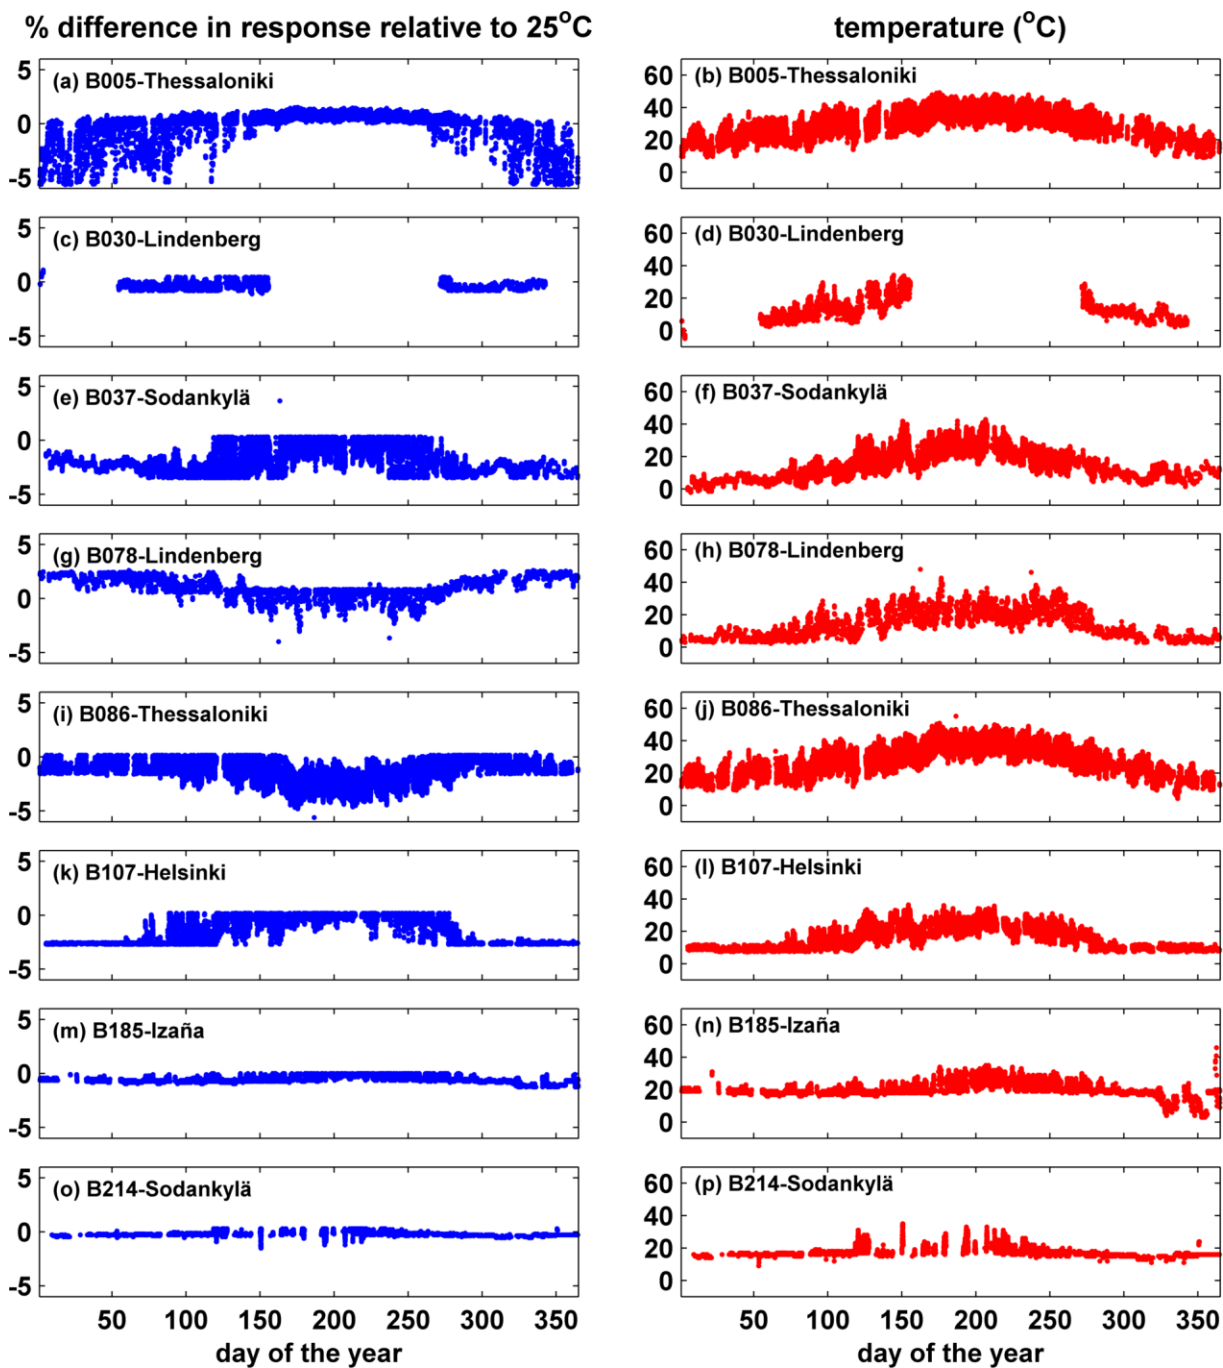 % difference in response relative to 25°C
temperature (°C)
5
0
-5
(a) B005-Thessaloniki
60
40
20
0
(b) B005-Thessaloniki
5
0
-5
(c) B030-Lindenberg
60
40
20
0
(d) B030-Lindenberg
5
0
-5
(e) B037-Sodankylä
60
40
20
0
(f) B037-Sodankylä
5
0
-5
(g) B078-Lindenberg
60
40
20
0
(h) B078-Lindenberg
5
0
-5
(i) B086-Thessaloniki
60
40
20
0
(j) B086-Thessaloniki
5
0
-5
(k) B107-Helsinki
60
40
20
0
(l) B107-Helsinki
5
0
-5
(m) B185-Izaña
60
40
20
0
(n) B185-Izaña
5
0
-5
(o) B214-Sodankylä
60
40
20
0
(p) B214-Sodankylä
50 100 150 200 250 300 350
day of the year
50 100 150 200 250 300 350
day of the year